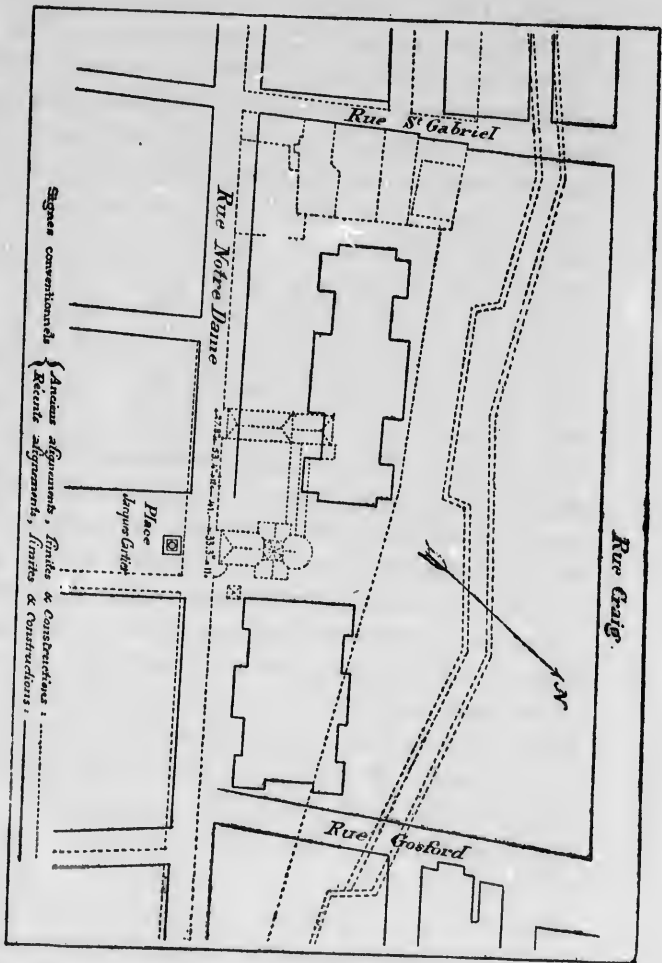 Rue St Gabriel
Rue Notre Dame
Rue Craig.
N
Place
Jacques Cartier
Rue Gosford
Signes conventionnels { Anciens alignements, limites & Constructions:
Récents alignements, limites & Constructions: